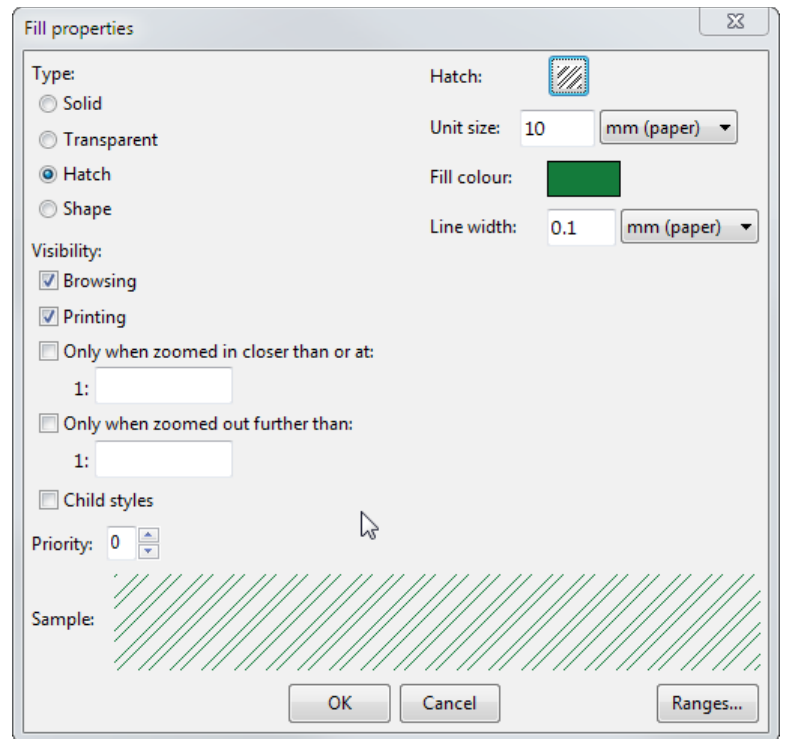 Fill properties
Type:
Solid
Transparent
Hatch
Shape
Visibility:
Browsing
Printing
Only when zoomed in closer than or at:
1:
Only when zoomed out further than:
1:
Child styles
Priority: 0
Hatch:
Unit size: 10 mm (paper)
Fill colour:
Line width: 0.1 mm (paper)
Sample:
OK Cancel Ranges...